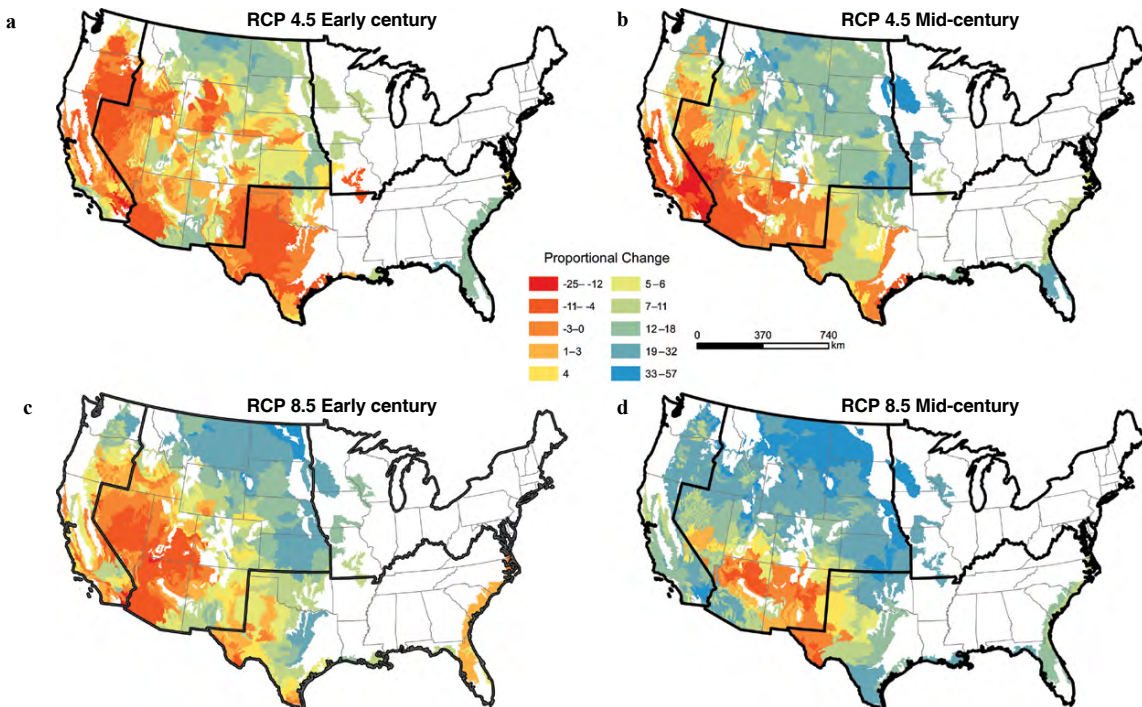 a
RCP 4.5 Early century
b
RCP 4.5 Mid-century
Proportional Change
-25– -12
-11– -4
-3–0
1–3
4
5–6
7–11
12–18
19–32
33–57
0 370 740
km
c
RCP 8.5 Early century
d
RCP 8.5 Mid-century